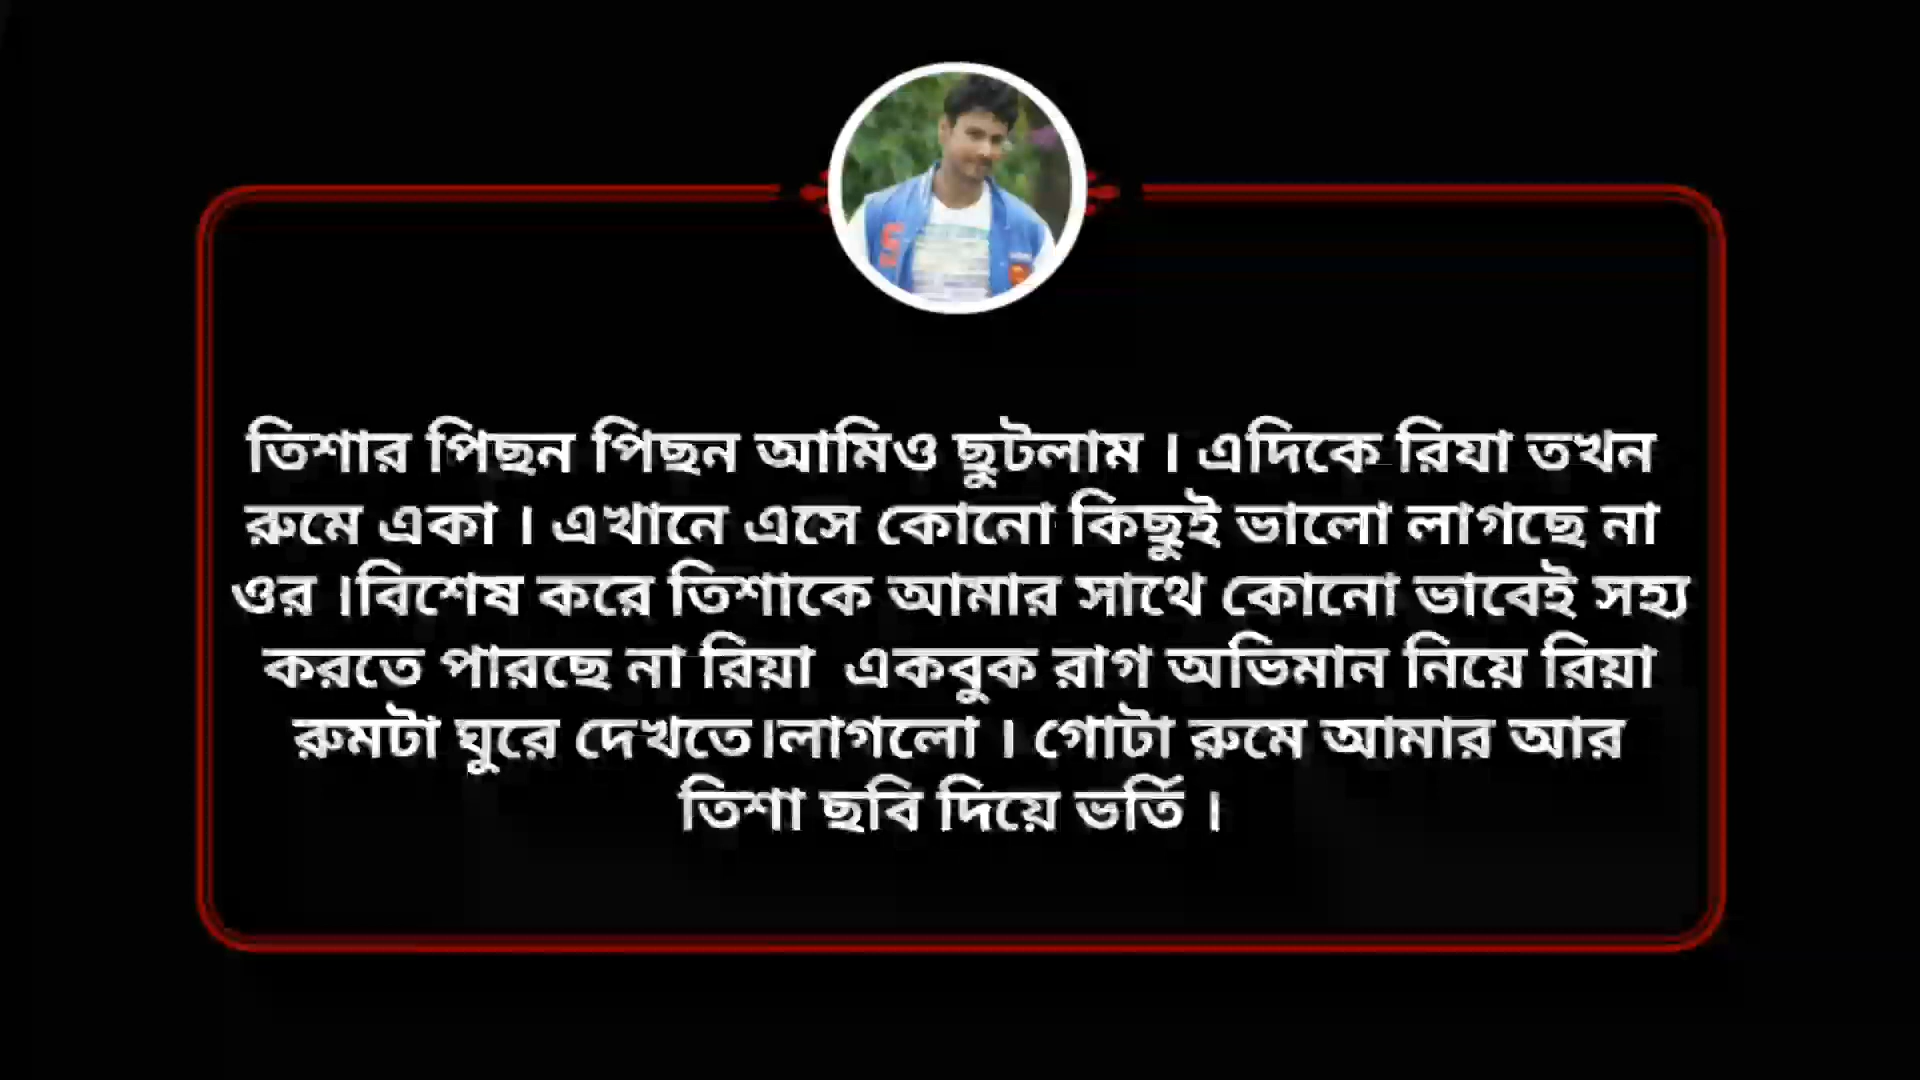 তিশার পিছন পিছন আমিও ছুটলাম । এদিকে রিযা তখন
রুমে একা । এখানে এসে কোনো কিছুই ভালো লাগছে না
ওর ।বিশেষ করে তিশাকে আমার সাথে কোনো ভাবেই সহ্য
করতে পারছে না রিয়া  একবুক রাগ অভিমান নিয়ে রিয়া
রুমটা ঘুরে দেখতে।লাগলো । গোটা রুমে আমার আর
তিশা ছবি দিয়ে ভর্তি ।